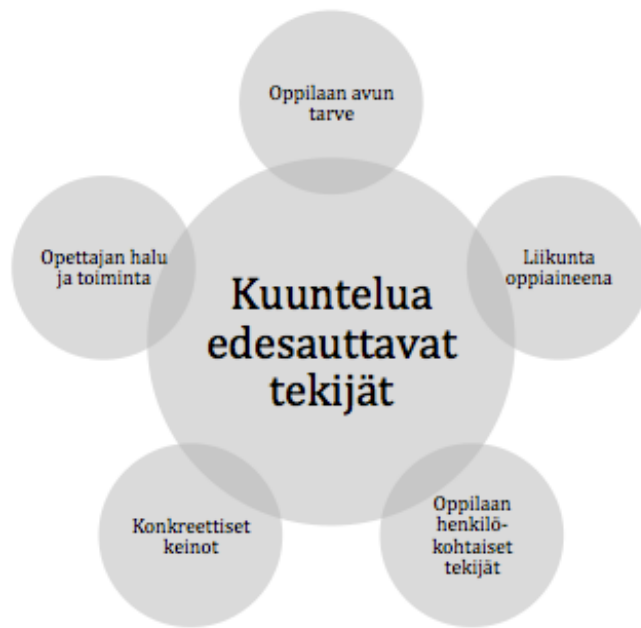 Oppilaan avun
tarve
Opettajan halu
ja toiminta
Liikunta
oppiaineena
Kuuntelua
edesauttavat
tekijät
Konkreettiset
keinot
Oppilaan
henkilö-
kohtaiset
tekijät